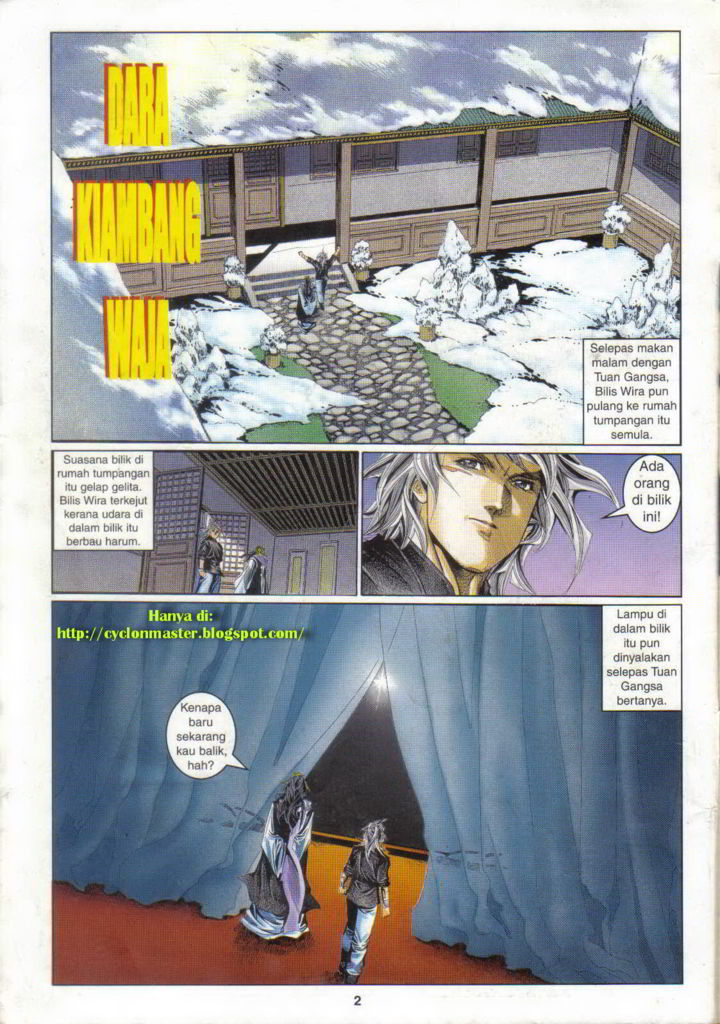 DARA
KIAMBANG
WAJA
Selepas makan
malam dengan
Tuan Gangsa,
Bilis Wira pun
pulang ke rumah
tumpangan itu
semula.
Suasana bilik di
rumah tumpangan
itu gelap gelita.
Bilis Wira terkejut
kerana udara di
dalam bilik itu
berbau harum.
Ada
orang
di bilik
ini!
Hanya di:
http://cyclonmaster.blogspot.com/
Lampu di
dalam bilik
itu pun
dinyalakan
selepas Tuan
Gangsa
bertanya.
Kenapa
baru
sekarang
kau balik,
hah?
2